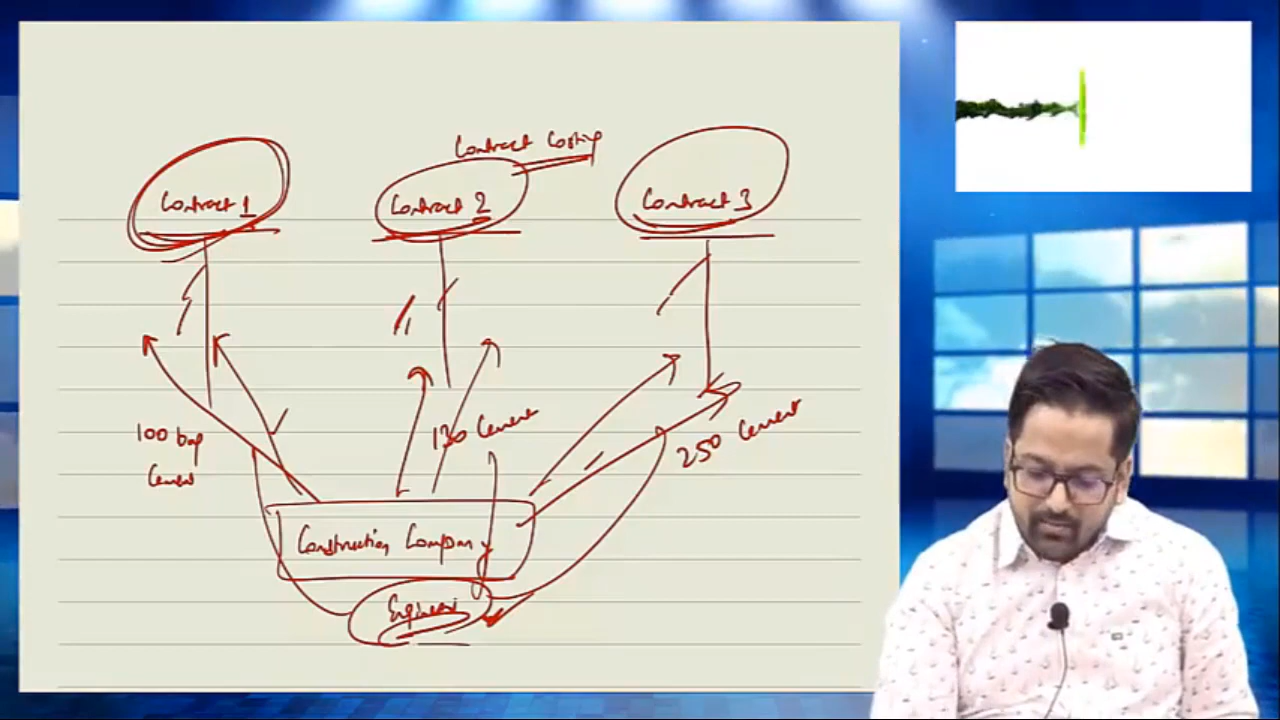 Contract Costing
Contract 1
Contract 2
Contract 3
100 bag
Cement
130 Cement
250 Cement
Construction Company
Engineer